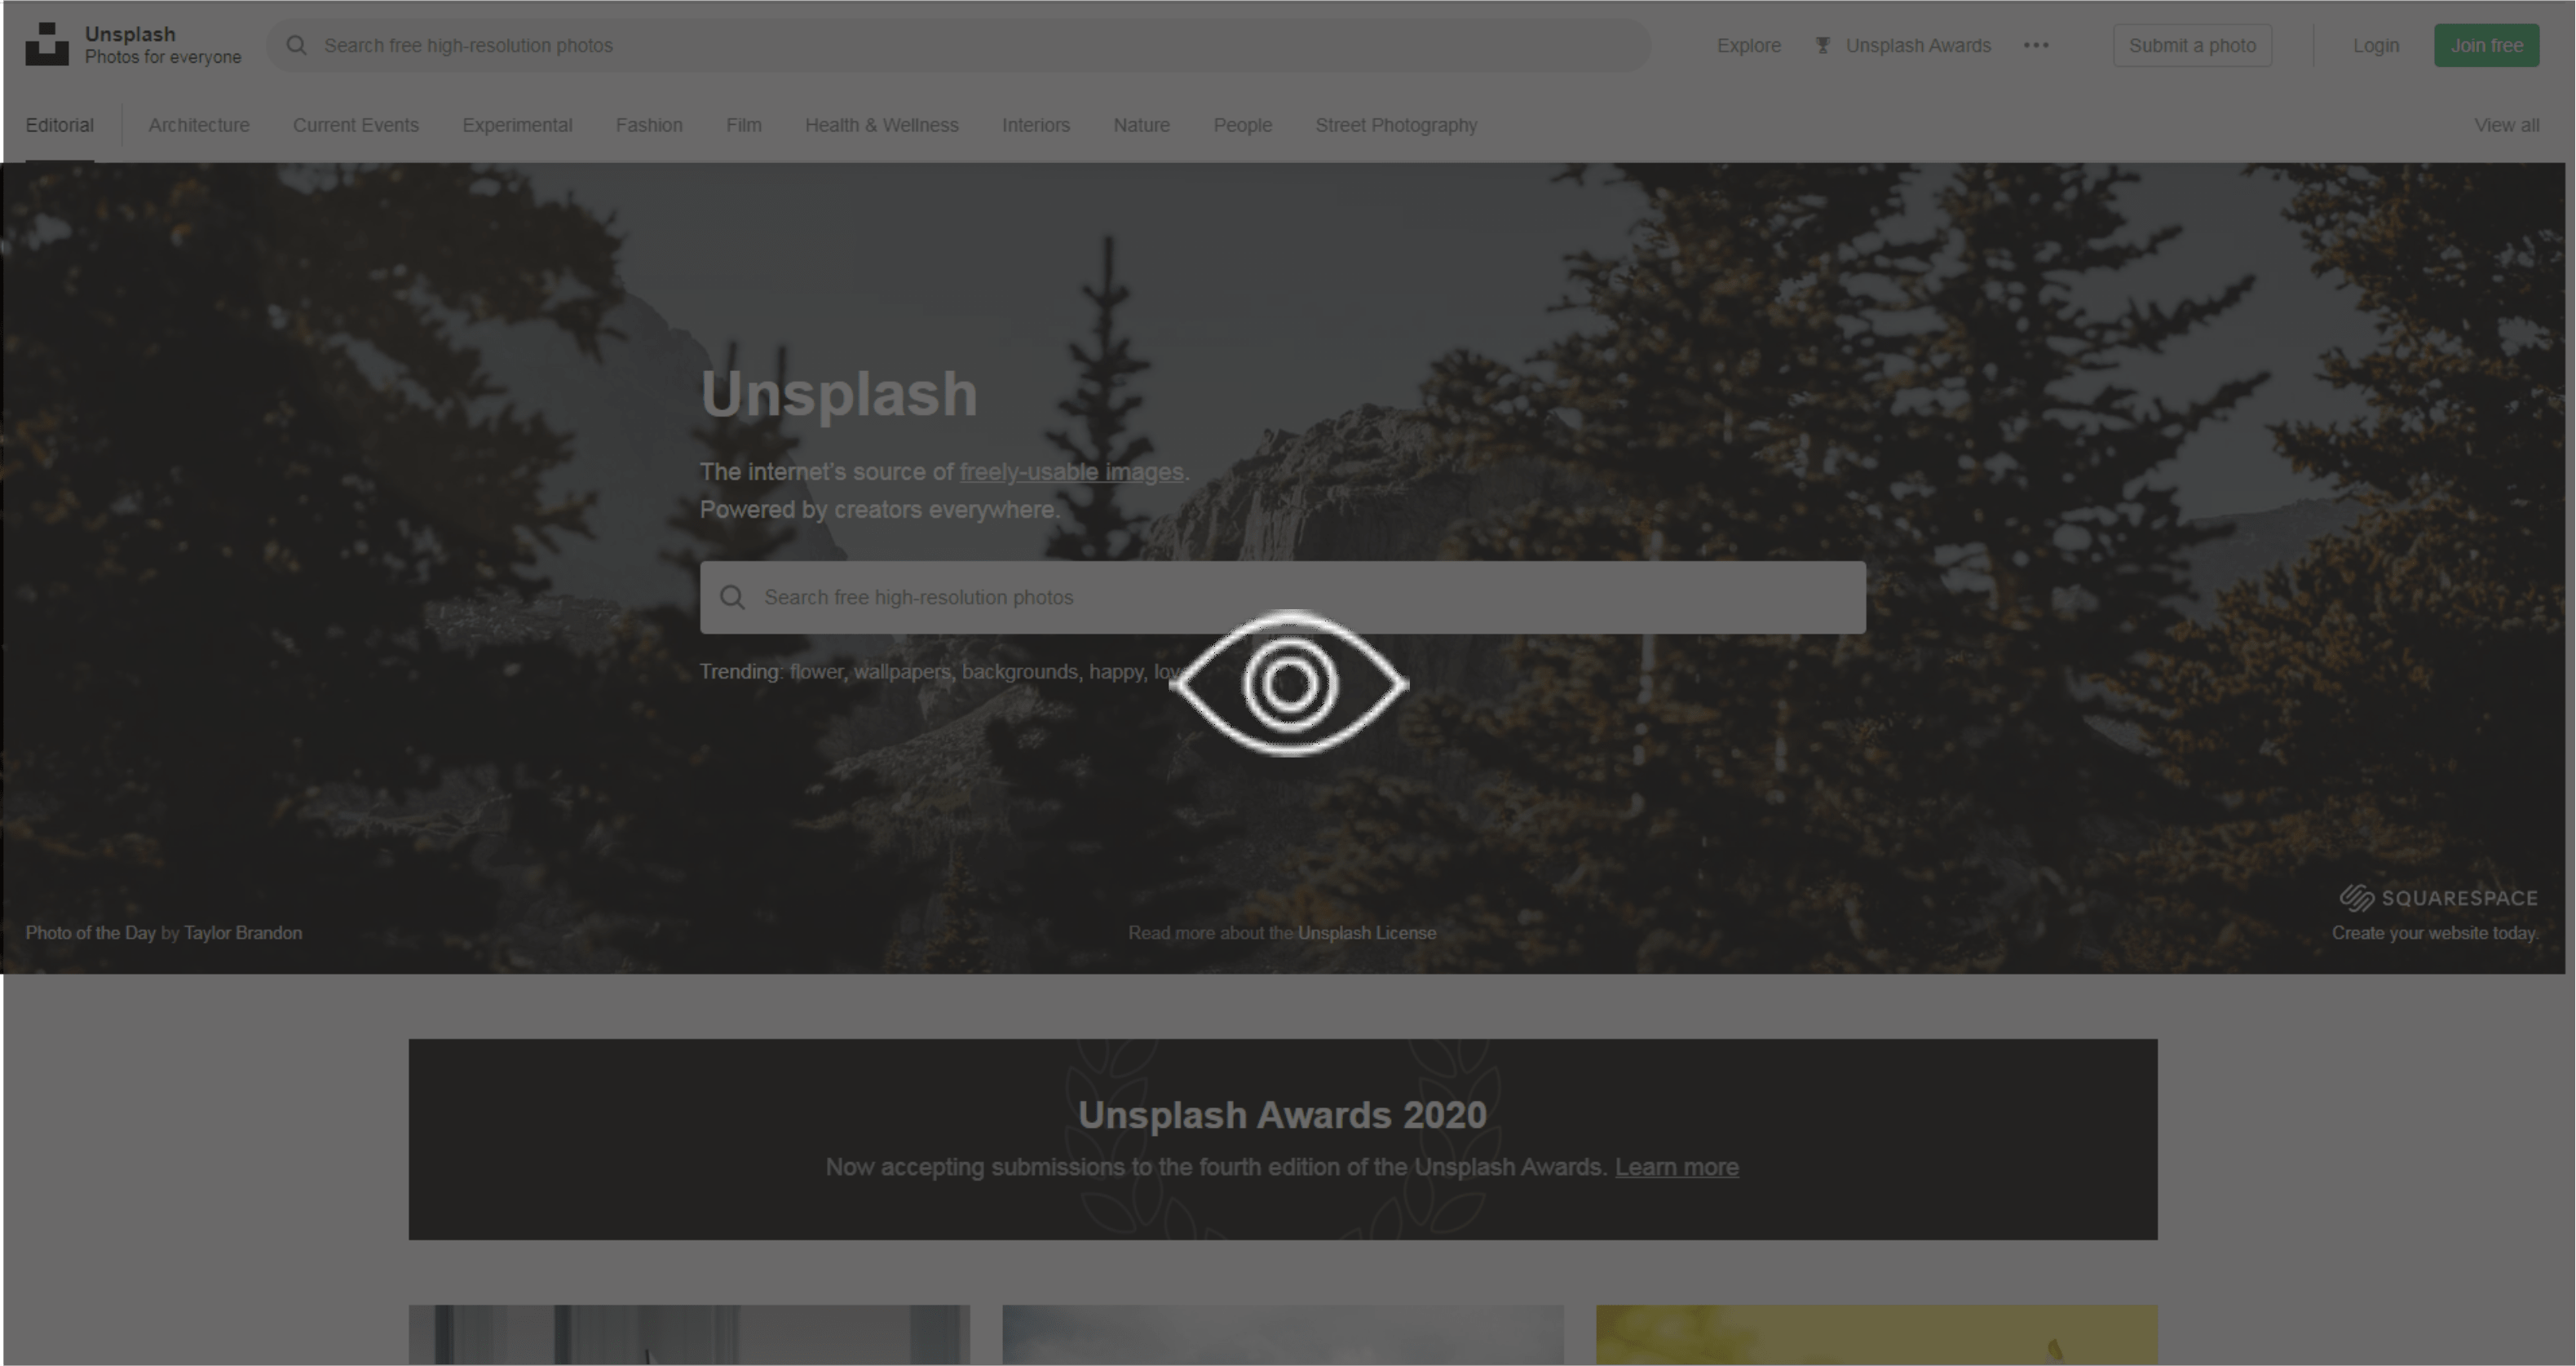 Unsplash
Photos for everyone
Search free high-resolution photos
Explore
Unsplash Awards
Submit a photo
Login
Join free
Editorial
Architecture
Current Events
Experimental
Fashion
Film
Health & Wellness
Interiors
Nature
People
Street Photography
View all
Unsplash
The internet's source of freely-usable images.
Powered by creators everywhere.
Search free high-resolution photos
Trending: flower, wallpapers, backgrounds, happy,
SQUARESPACE
Photo of the Day by Taylor Brandon
Read more about the Unsplash License
Create your website today.
Unsplash Awards 2020
Now accepting submissions to the fourth edition of the Unsplash Awards. Learn more